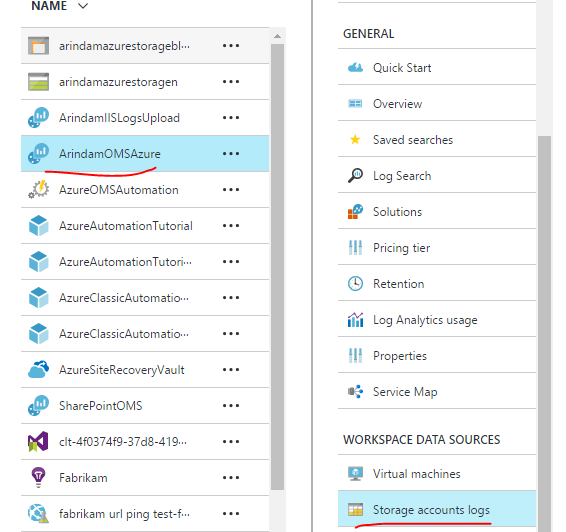 NAME
arindamazurestoragebl···
arindamazurestoragen
ArindamIISLogsUpload
ArindamOMSAzure
AzureOMSAutomation
AzureAutomationTutorial
AzureAutomationTutori···
AzureClassicAutomatio···
AzureClassicAutomatio···
AzureSiteRecoveryVault
SharePointOMS
clt-4f0374f9-37d8-419···
Fabrikam
fabrikam url ping test-f···
GENERAL
Quick Start
Overview
Saved searches
Log Search
Solutions
Pricing tier
Retention
Log Analytics usage
Properties
Service Map
WORKSPACE DATA SOURCES
Virtual machines
Storage accounts logs